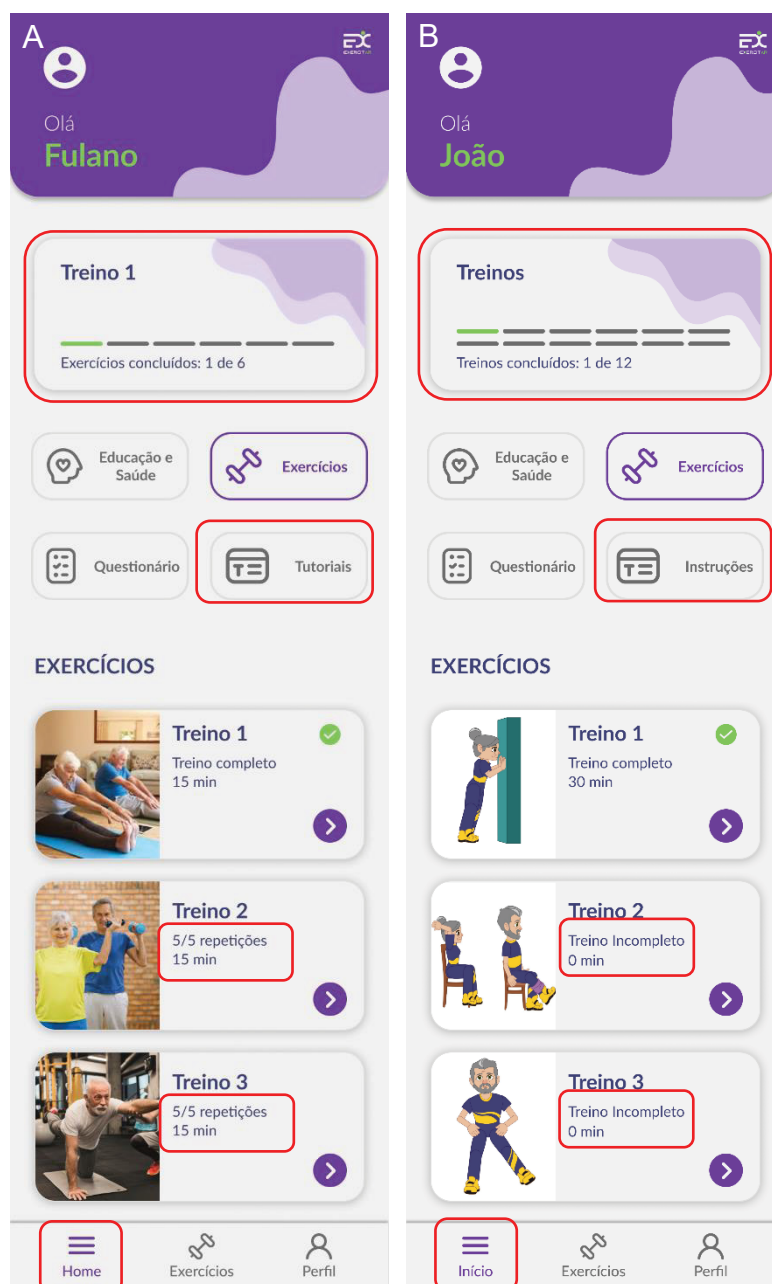 A
EX
Olá
Fulano
Treino 1
Exercícios concluídos: 1 de 6
Educação e
Saúde
Exercícios
Questionário
Tutoriais
EXERCÍCIOS
Treino 1
Treino completo
15 min
Treino 2
5/5 repetições
15 min
Treino 3
5/5 repetições
15 min
Home
Exercícios
Perfil
B
EX
Olá
João
Treinos
Treinos concluídos: 1 de 12
Educação e
Saúde
Exercícios
Questionário
Instruções
EXERCÍCIOS
Treino 1
Treino completo
30 min
Treino 2
Treino Incompleto
0 min
Treino 3
Treino Incompleto
0 min
Início
Exercícios
Perfil